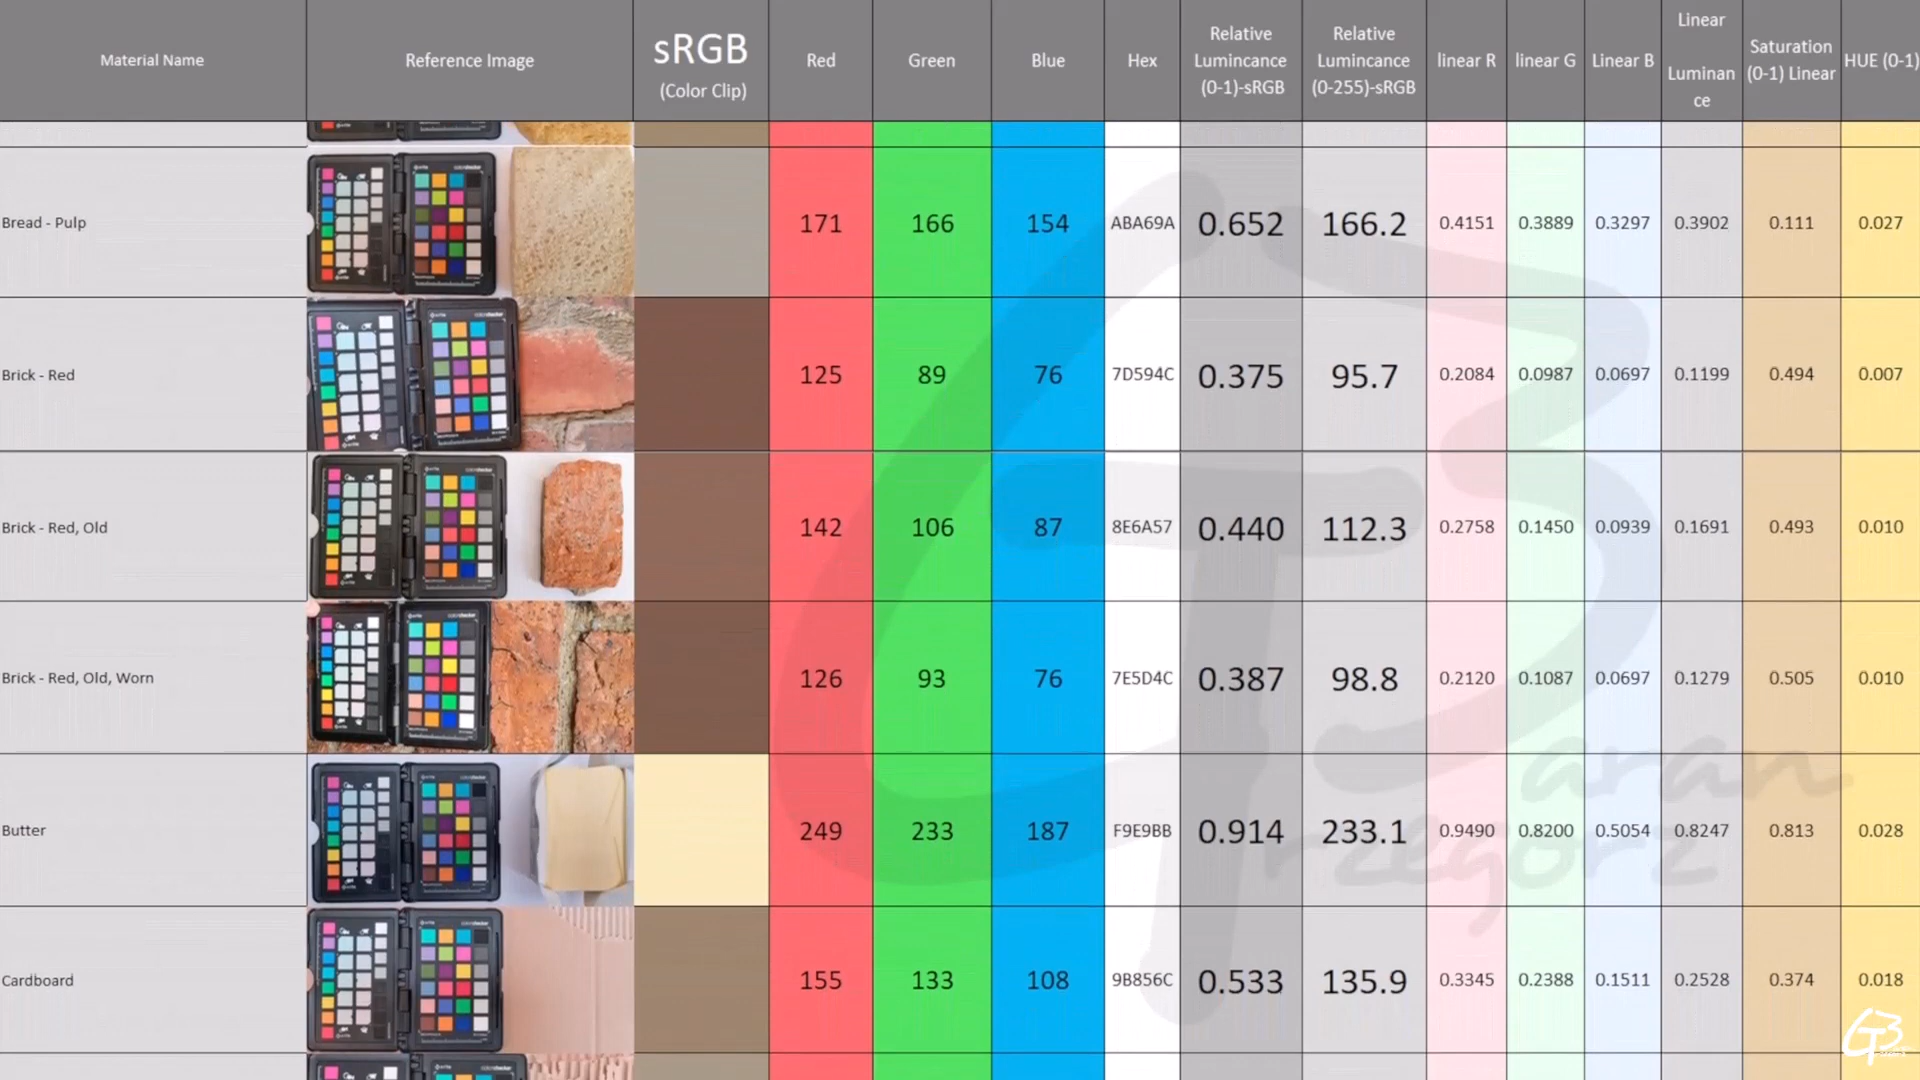 Material Name
Reference Image
sRGB
(Color Clip)
Red
Green
Blue
Hex
Relative
Lumincance
(0-1)-sRGB
Relative
Lumincance
(0-255)-sRGB
linear R
linear G
Linear B
Linear
Luminan
ce
Saturation
(0-1) Linear
HUE (0-1)
Bread - Pulp
171
166
154
ABA69A
0.652
166.2
0.4151
0.3889
0.3297
0.3902
0.111
0.027
Brick - Red
125
89
76
7D594C
0.375
95.7
0.2084
0.0987
0.0697
0.1199
0.494
0.007
Brick - Red, Old
142
106
87
8E6A57
0.440
112.3
0.2758
0.1450
0.0939
0.1691
0.493
0.010
Brick - Red, Old, Worn
126
93
76
7E5D4C
0.387
98.8
0.2120
0.1087
0.0697
0.1279
0.505
0.010
Butter
249
233
187
F9E9BB
0.914
233.1
0.9490
0.8200
0.5054
0.8247
0.813
0.028
Cardboard
155
133
108
9B856C
0.533
135.9
0.3345
0.2388
0.1511
0.2528
0.374
0.018